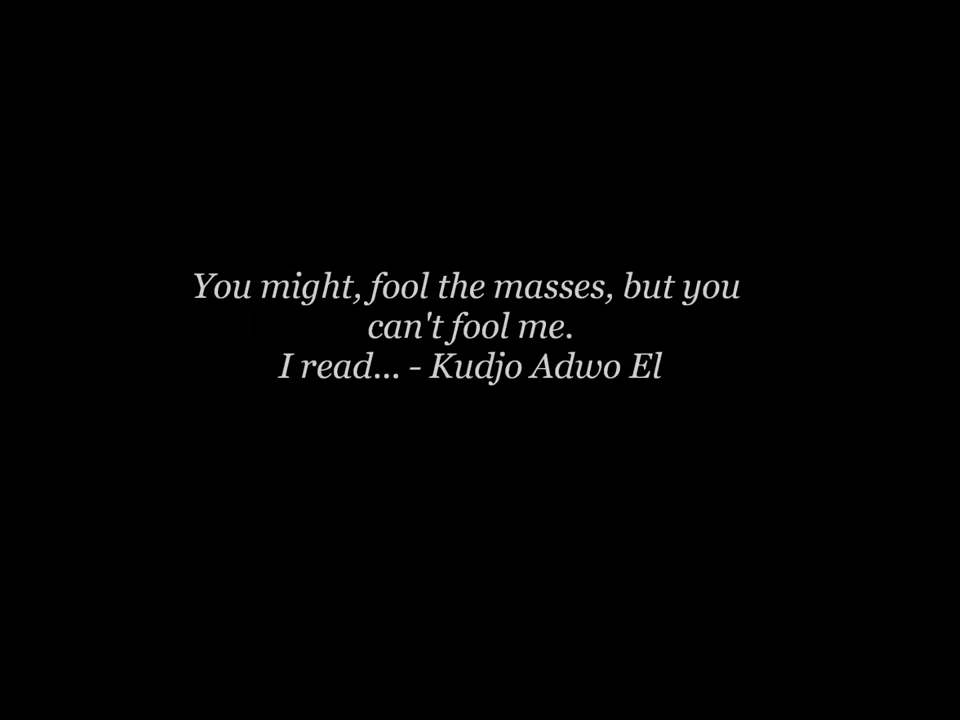 You might, fool the masses, but you
can't fool me.
I read... - Kudjo Adwo El